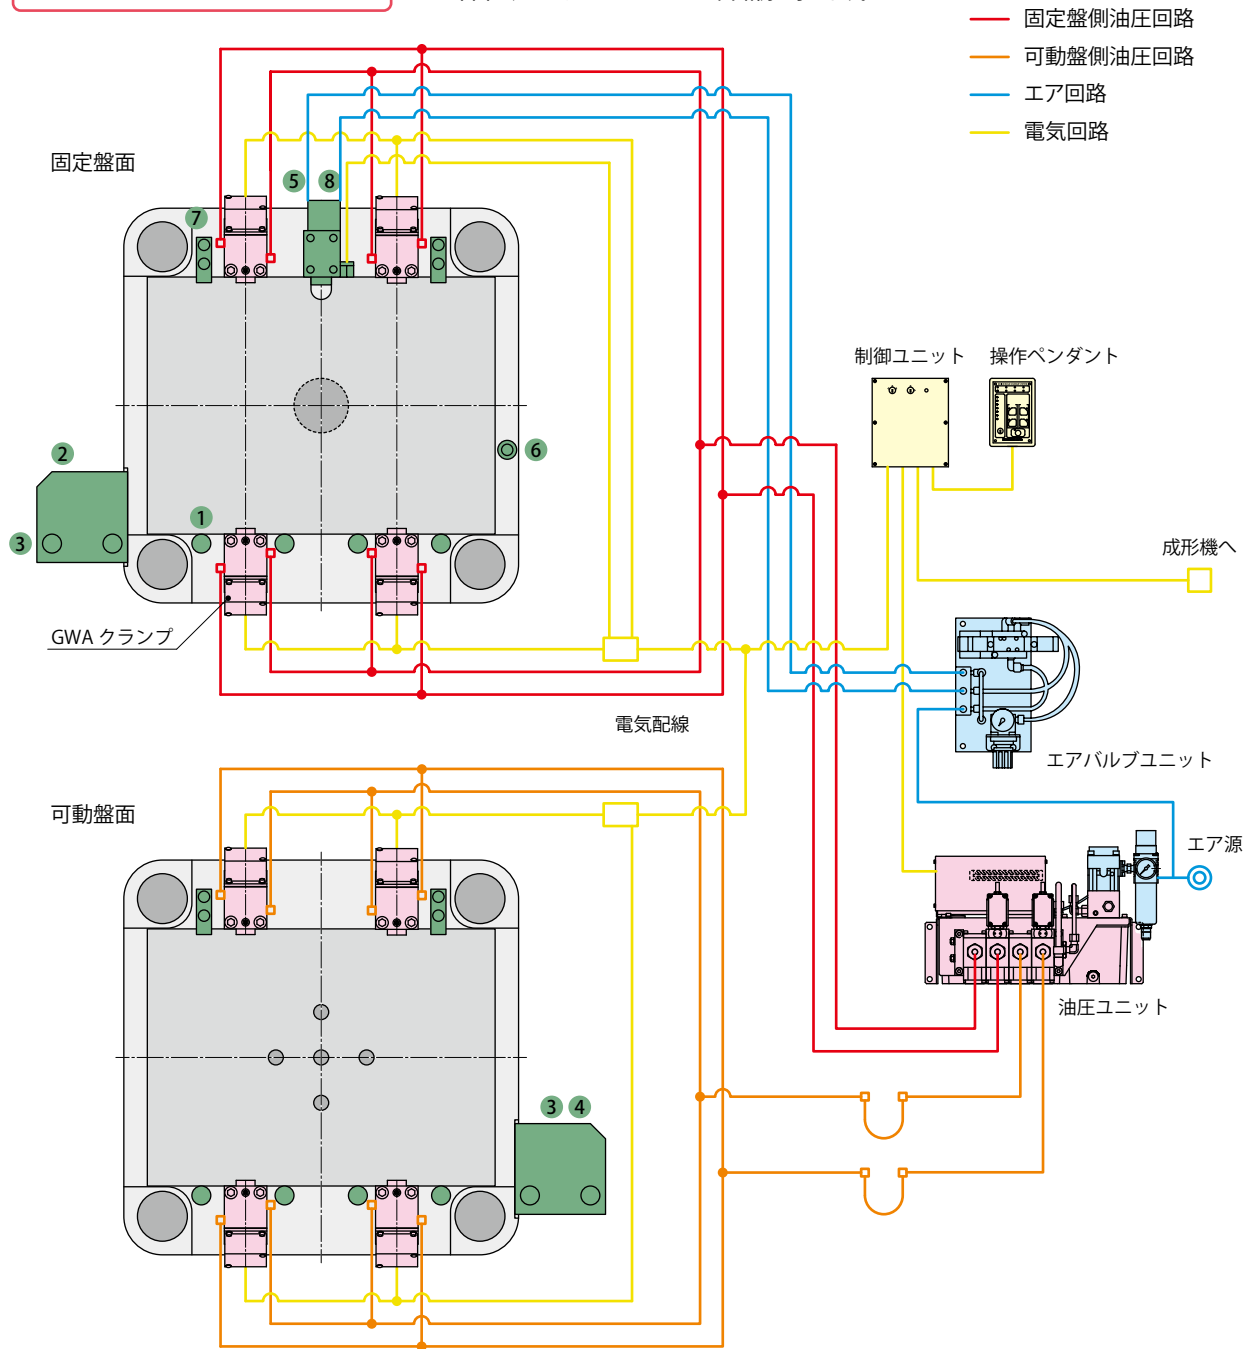 固定盤側油圧回路
可動盤側油圧回路
エア回路
電気回路
固定盤面
5 8
7
制御ユニット 操作ペンダント
2
6
1
3
成形機へ
GWA クランプ
電気配線
エアバルブユニット
可動盤面
エア源
油圧ユニット
3 4